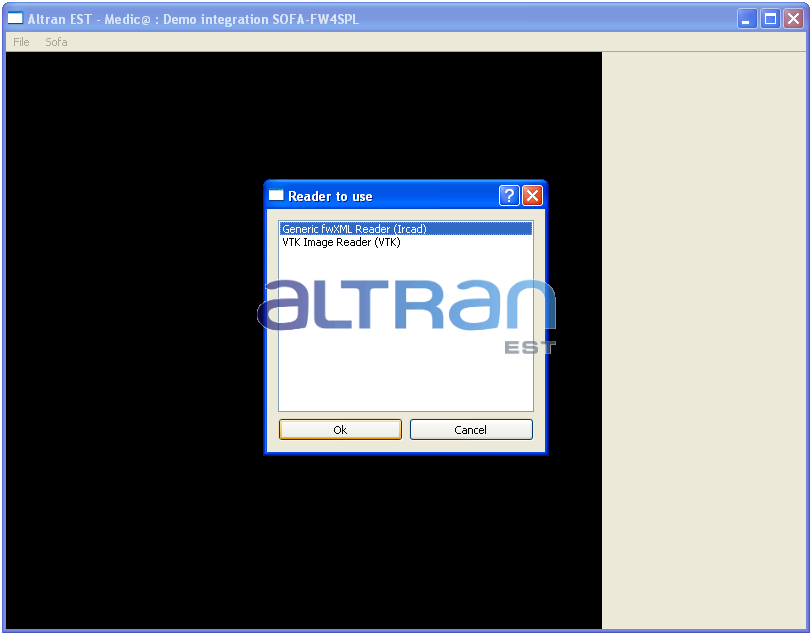 Altran EST - Medic@ : Demo integration SOFA-FW4SPL
File Sofa
Reader to use
?
Generic fwXML Reader (Ircad)
VTK Image Reader (VTK)
aLTRan
EST
Ok Cancel